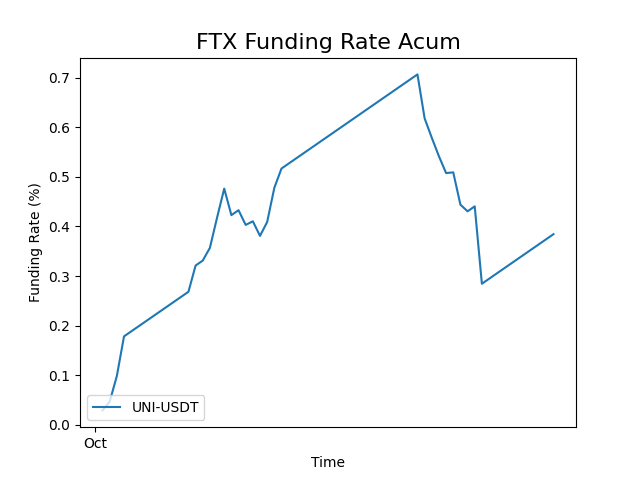 FTX Funding Rate Acum
Funding Rate (%)
0.7
0.6
0.5
0.4
0.3
0.2
0.1
0.0
UNI-USDT
Oct
Time